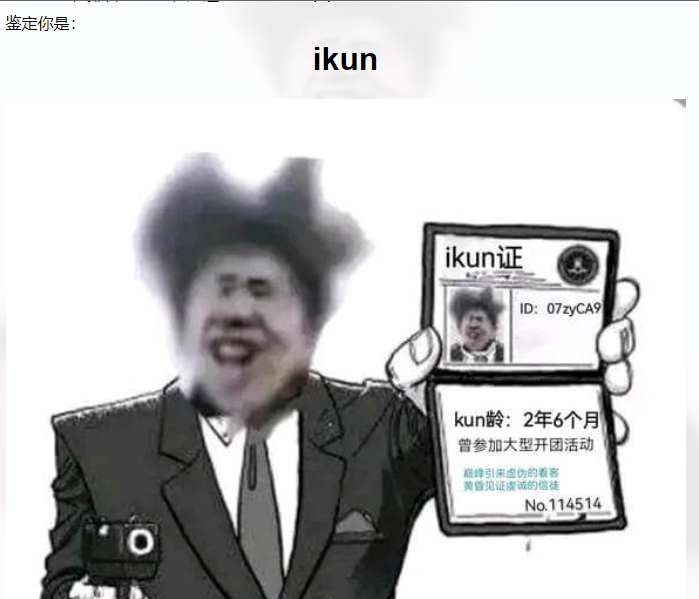 鉴定你是：
ikun
ikun证
ID：07zyCA9
kun龄：2年6个月
曾参加大型开团活动
巅峰引来虚伪的看客
黄昏见证虔诚的信徒
No.114514